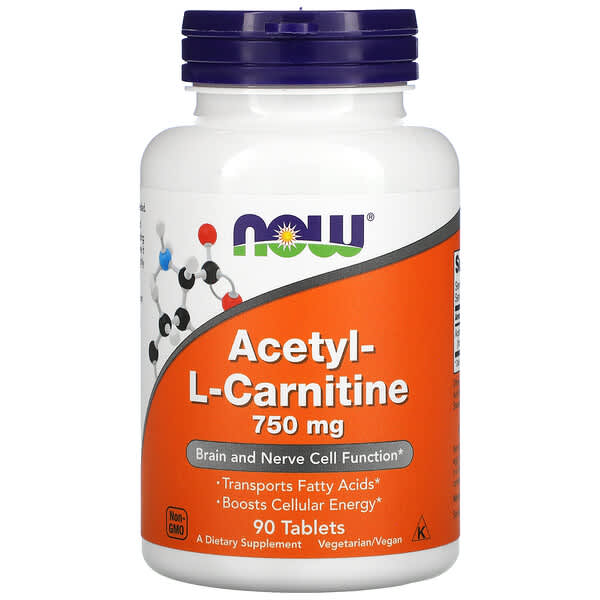 NOW®
Acetyl-
L-Carnitine
750 mg
Brain and Nerve Cell Function*
• Transports Fatty Acids*
• Boosts Cellular Energy*
90 Tablets
Non-
GMO
A Dietary Supplement Vegetarian/Vegan
K